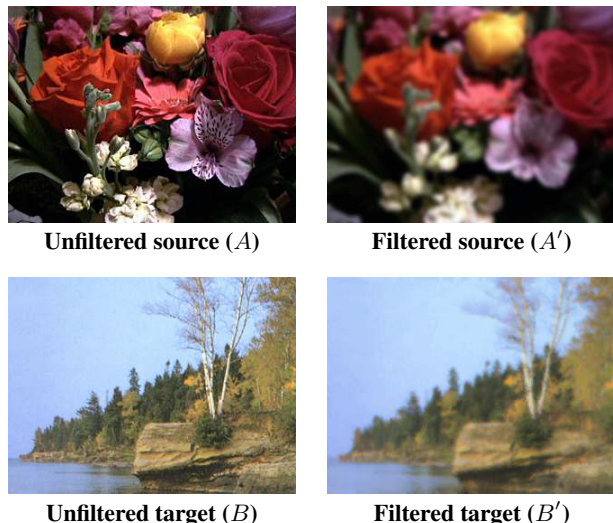 Unfiltered source (A)
Filtered source (A′)
Unfiltered target (B)
Filtered target (B′)